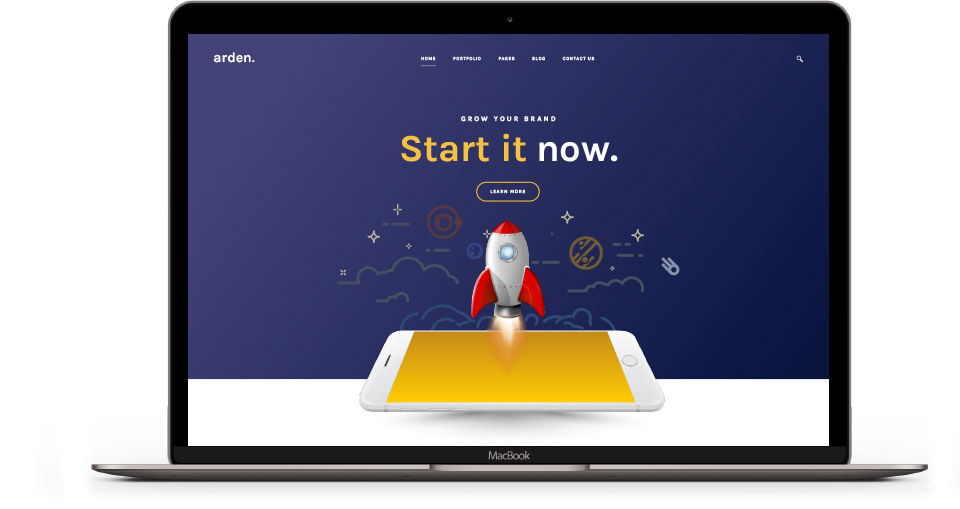 arden.
HOME PORTFOLIO PAGES BLOG CONTACT US
GROW YOUR BRAND
Start it now.
LEARN MORE
MacBook